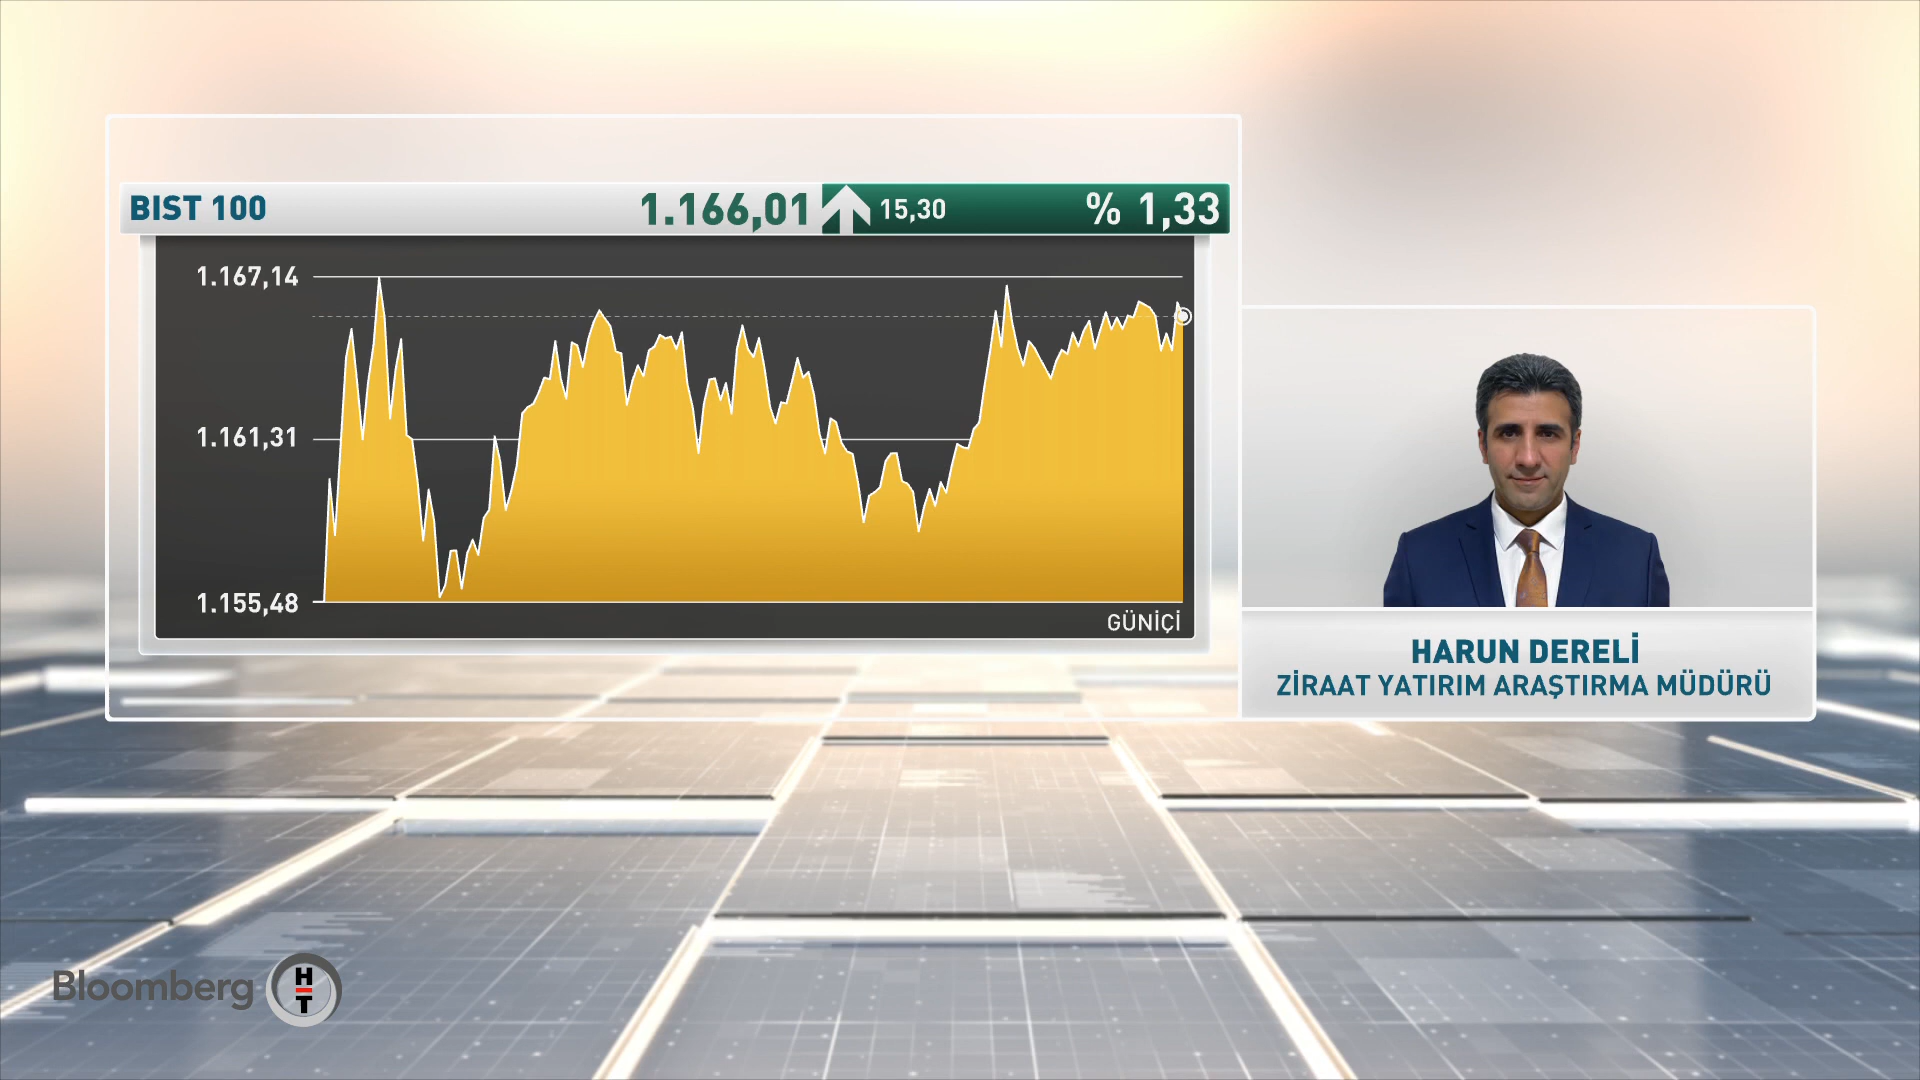 BIST 100 1.166,01 15,30 % 1,33
1.167,14
1.161,31
1.155,48
GÜNİÇİ
HARUN DERELİ
ZİRAAT YATIRIM ARAŞTIRMA MÜDÜRÜ
Bloomberg HT